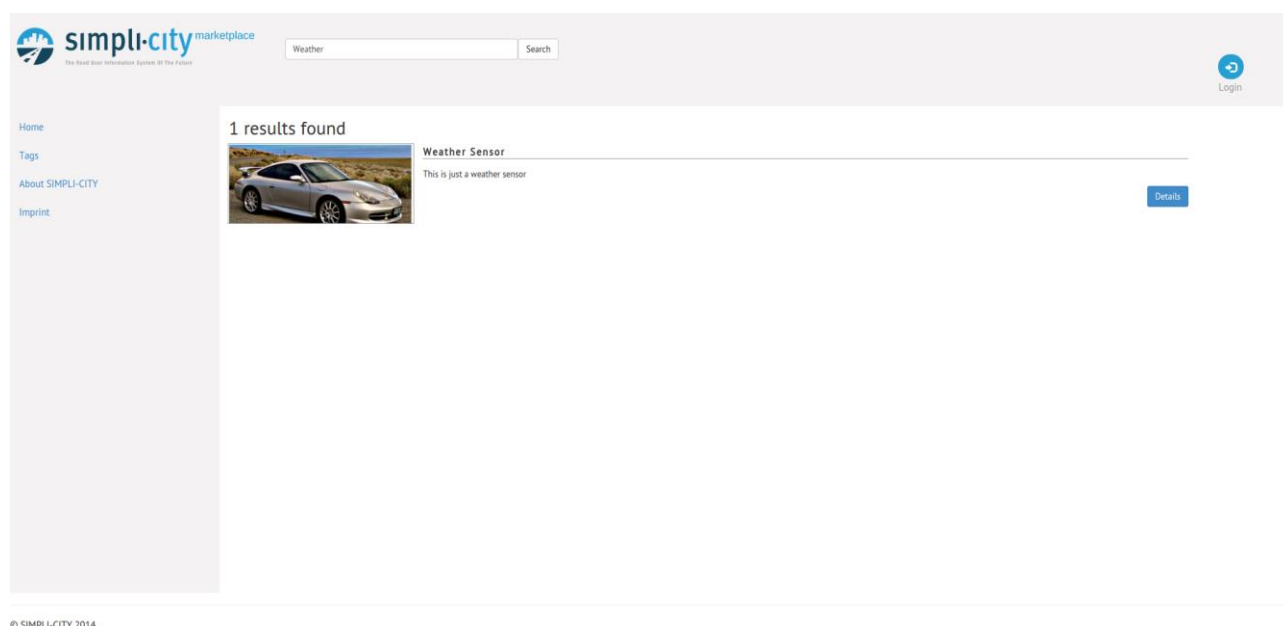 simpli-city marketplace
The Road User Information System Of The Future
Weather
Search
Login
Home
Tags
About SIMPLI-CITY
Imprint
1 results found
Weather Sensor
This is just a weather sensor
Details
© SIMPLI-CITY 2014